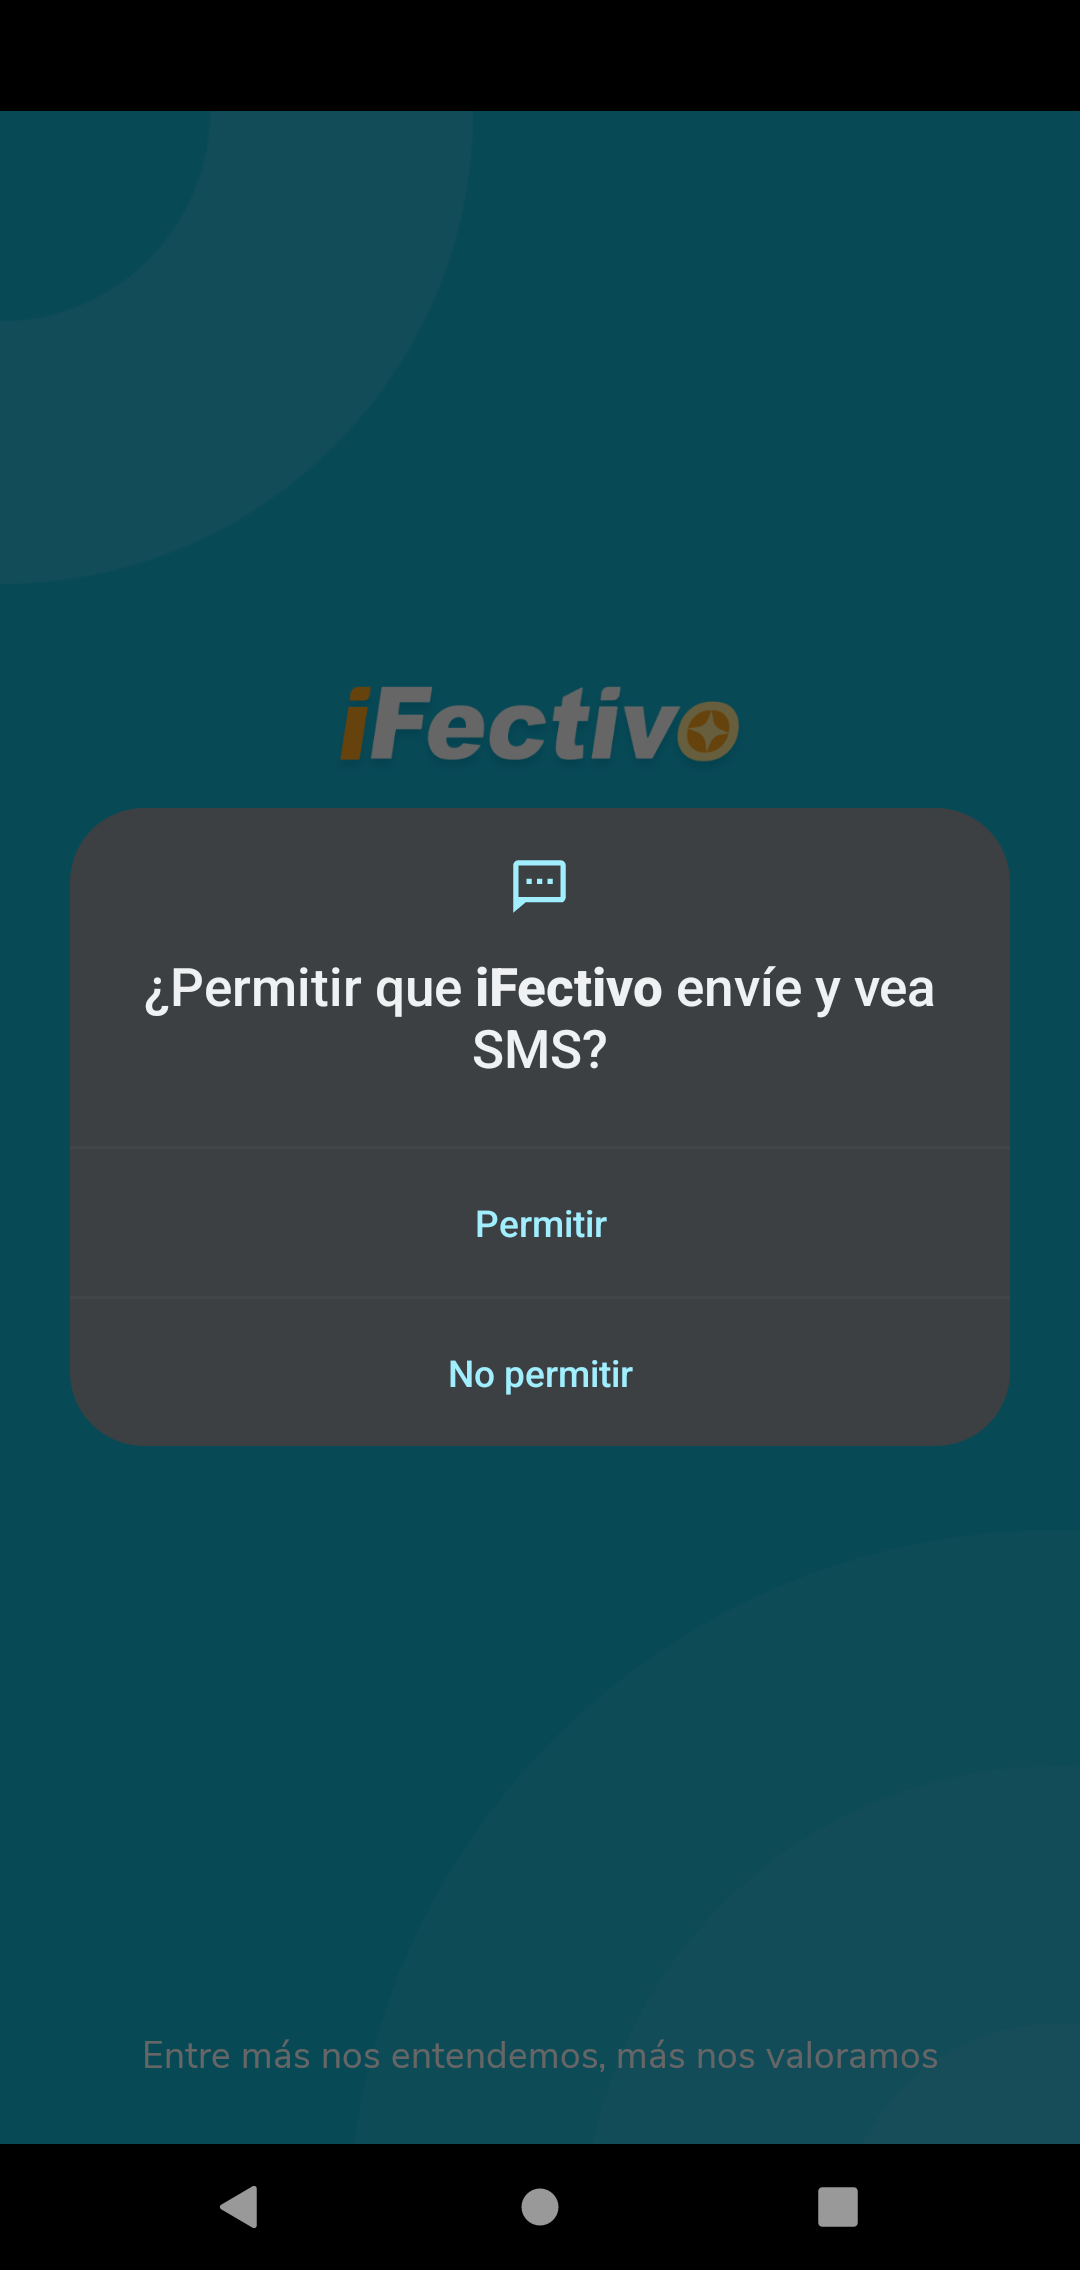 iFectivo
¿Permitir que iFectivo envíe y vea
SMS?
Permitir
No permitir
Entre más nos entendemos, más nos valoramos